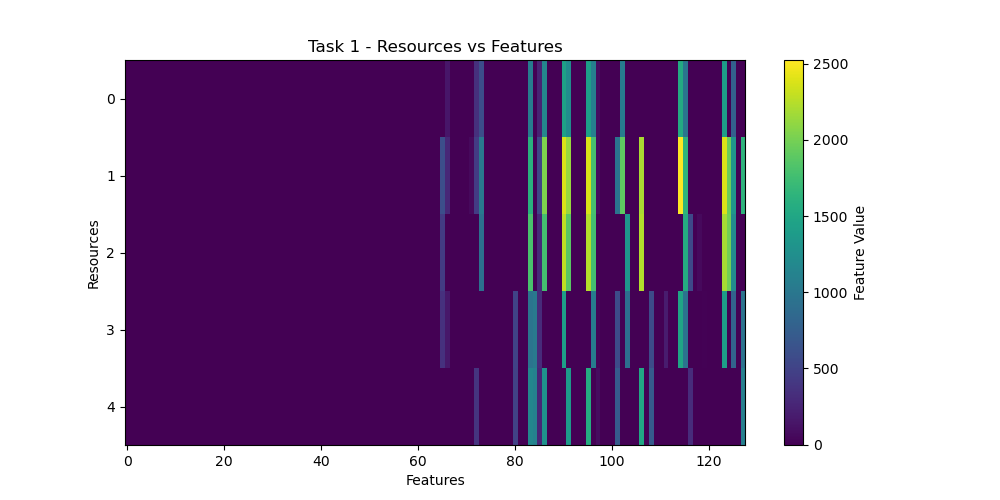 Task 1 - Resources vs Features
Resources
0
1
2
3
4
0 20 40 60 80 100 120
Features
2500
2000
1500
1000
500
0
Feature Value